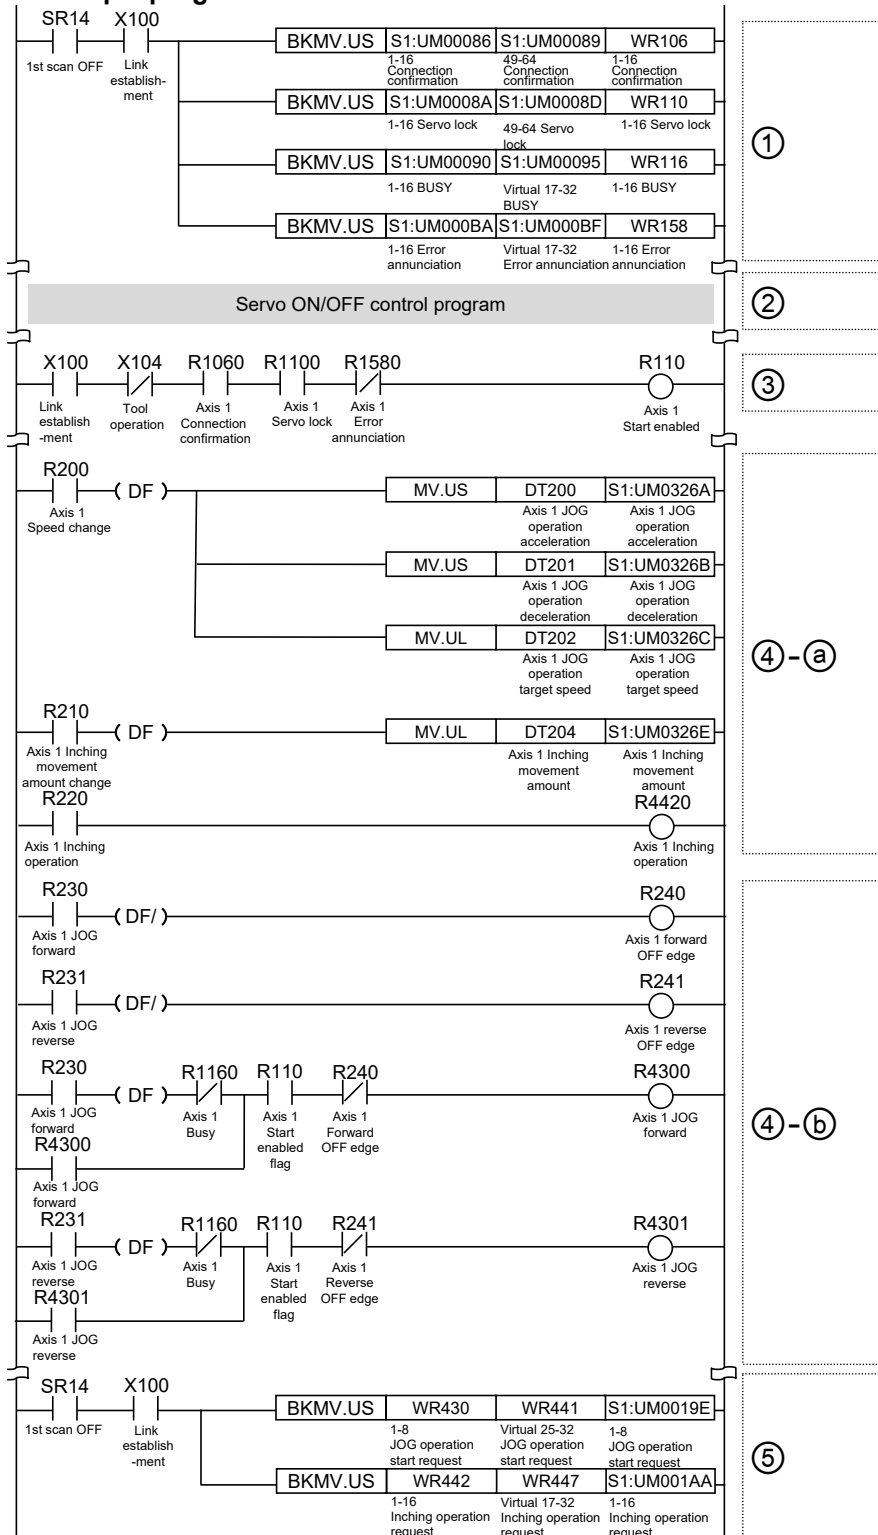 SR14 X100
BKMV.US S1:UM00086 S1:UM00089 WR106
1st scan OFF Link establish-ment
1-16 Connection confirmation 49-64 Connection confirmation 1-16 Connection confirmation
BKMV.US S1:UM0008A S1:UM0008D WR110
1-16 Servo lock 49-64 Servo lock 1-16 Servo lock
①
BKMV.US S1:UM00090 S1:UM00095 WR116
1-16 BUSY Virtual 17-32 BUSY 1-16 BUSY
BKMV.US S1:UM000BA S1:UM000BF WR158
1-16 Error annunciation Virtual 17-32 Error annunciation 1-16 Error annunciation
Servo ON/OFF control program
②
X100 X104 R1060 R1100 R1580 R110
③
Link establish -ment Tool operation Axis 1 Connection confirmation Axis 1 Servo lock Axis 1 Error annunciation Axis 1 Start enabled
R200
( DF ) MV.US DT200 S1:UM0326A
Axis 1 Speed change
Axis 1 JOG operation acceleration Axis 1 JOG operation acceleration
MV.US DT201 S1:UM0326B
Axis 1 JOG operation deceleration Axis 1 JOG operation deceleration
MV.UL DT202 S1:UM0326C
Axis 1 JOG operation target speed Axis 1 JOG operation target speed
④-ⓐ
R210
( DF ) MV.UL DT204 S1:UM0326E
Axis 1 Inching movement amount change Axis 1 Inching movement amount Axis 1 Inching movement amount
R220 R4420
Axis 1 Inching operation Axis 1 Inching operation
R230 R240
( DF/ )
Axis 1 JOG forward Axis 1 forward OFF edge
R231 R241
( DF/ )
Axis 1 JOG reverse Axis 1 reverse OFF edge
R230 R1160 R110 R240 R4300
( DF )
Axis 1 JOG forward Axis 1 Busy Axis 1 Start enabled flag Axis 1 Forward OFF edge Axis 1 JOG forward
④-ⓑ
R4300
Axis 1 JOG forward
R231 R1160 R110 R241 R4301
( DF )
Axis 1 JOG reverse Axis 1 Busy Axis 1 Start enabled flag Axis 1 Reverse OFF edge Axis 1 JOG reverse
R4301
Axis 1 JOG reverse
SR14 X100
BKMV.US WR430 WR441 S1:UM0019E
1st scan OFF Link establish -ment
1-8 JOG operation start request Virtual 25-32 JOG operation start request 1-8 JOG operation start request
⑤
BKMV.US WR442 WR447 S1:UM001AA
1-16 Inching operation request Virtual 17-32 Inching operation request 1-16 Inching operation request